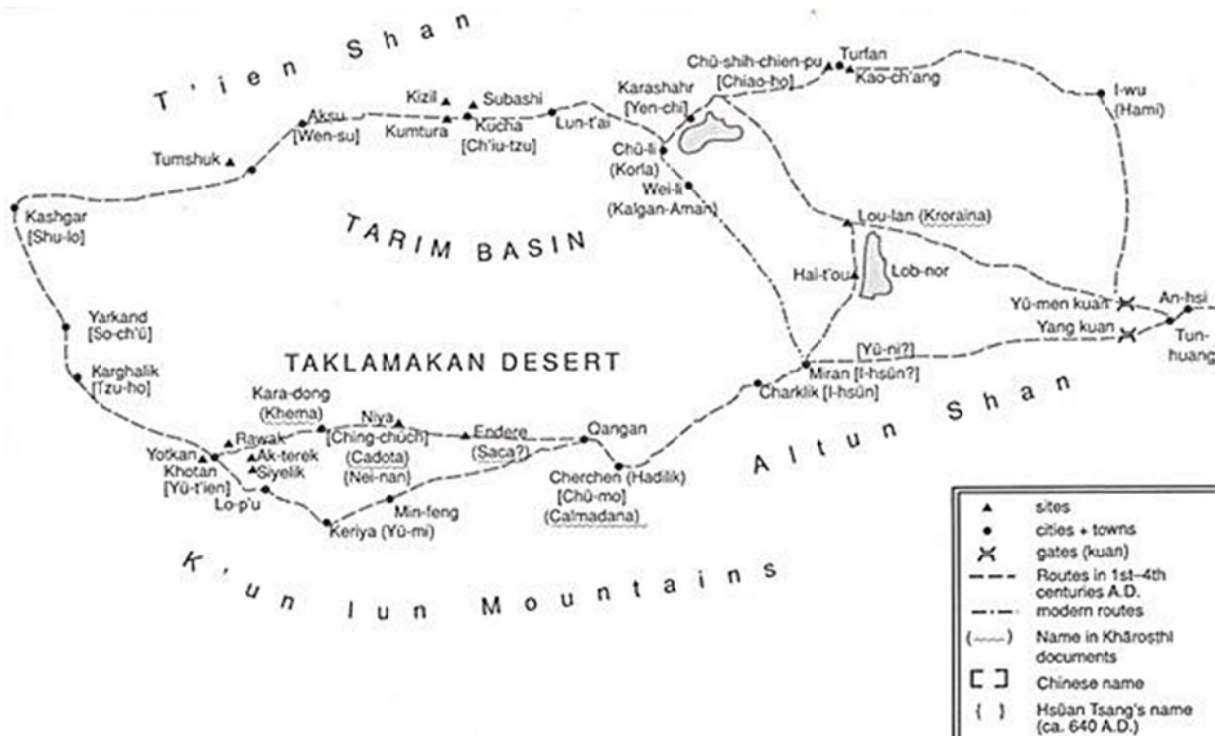 T'ien Shan
Chü-shih-chien-pu
[Chiao-ho]
Turfan
Kao-ch'ang
I-wu
(Hami)
Karashahr
[Yen-chi]
Kizil
Subashi
Aksu
[Wen-su]
Kumtura
Kucha
[Ch'iu-tzu]
Lun-t'ai
Tumshuk
Chü-li
(Korla)
Wei-li
(Kalgan-Aman)
Kashgar
[Shu-lo]
TARIM BASIN
Lou-lan (Kroraina)
Hai-t'ou
Lob-nor
Yü-men kuan
An-hsi
Yang kuan
Tun-
huang
Yarkand
[So-ch'ü]
TAKLAMAKAN DESERT
[Yü-ni?]
Miran [I-hsün?]
Karghalik
[Tzu-ho]
Charklik [I-hsün]
Altun Shan
Kara-dong
(Khema)
Niya
[Ching-chüch]
(Cadota)
(Nei-nan)
Endere
(Saca?)
Qangan
Rawak
Yotkan
Ak-terek
Khotan
[Yü-t'ien]
Siyelik
Lo-p'u
Keriya (Yü-mi)
Min-feng
Cherchen (Hadilik)
[Chü-mo]
(Calmadana)
K'un lun Mountains
sites
cities + towns
gates (kuan)
Routes in 1st–4th
centuries A.D.
modern routes
( ) Name in Khāroṣthī
documents
[ ] Chinese name
{ } Hsüan Tsang's name
(ca. 640 A.D.)